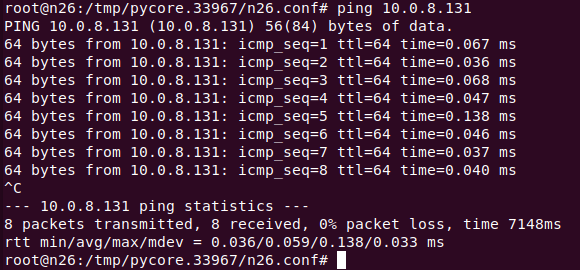 root@n26:/tmp/pycore.33967/n26.conf# ping 10.0.8.131
PING 10.0.8.131 (10.0.8.131) 56(84) bytes of data.
64 bytes from 10.0.8.131: icmp_seq=1 ttl=64 time=0.067 ms
64 bytes from 10.0.8.131: icmp_seq=2 ttl=64 time=0.036 ms
64 bytes from 10.0.8.131: icmp_seq=3 ttl=64 time=0.068 ms
64 bytes from 10.0.8.131: icmp_seq=4 ttl=64 time=0.047 ms
64 bytes from 10.0.8.131: icmp_seq=5 ttl=64 time=0.138 ms
64 bytes from 10.0.8.131: icmp_seq=6 ttl=64 time=0.046 ms
64 bytes from 10.0.8.131: icmp_seq=7 ttl=64 time=0.037 ms
64 bytes from 10.0.8.131: icmp_seq=8 ttl=64 time=0.040 ms
^C
--- 10.0.8.131 ping statistics ---
8 packets transmitted, 8 received, 0% packet loss, time 7148ms
rtt min/avg/max/mdev = 0.036/0.059/0.138/0.033 ms
root@n26:/tmp/pycore.33967/n26.conf#